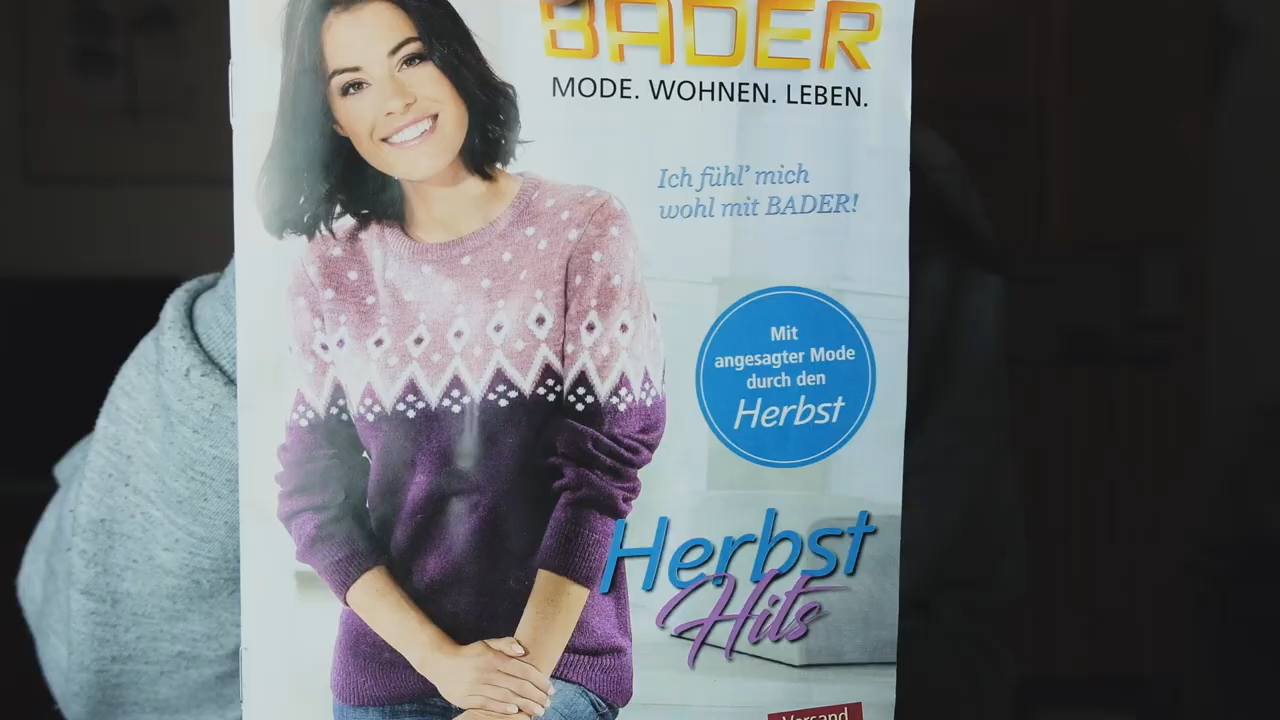 BADER
MODE. WOHNEN. LEBEN.
Ich fühl' mich
wohl mit BADER!
Mit
angesagter Mode
durch den
Herbst
Herbst
Hits
Versand